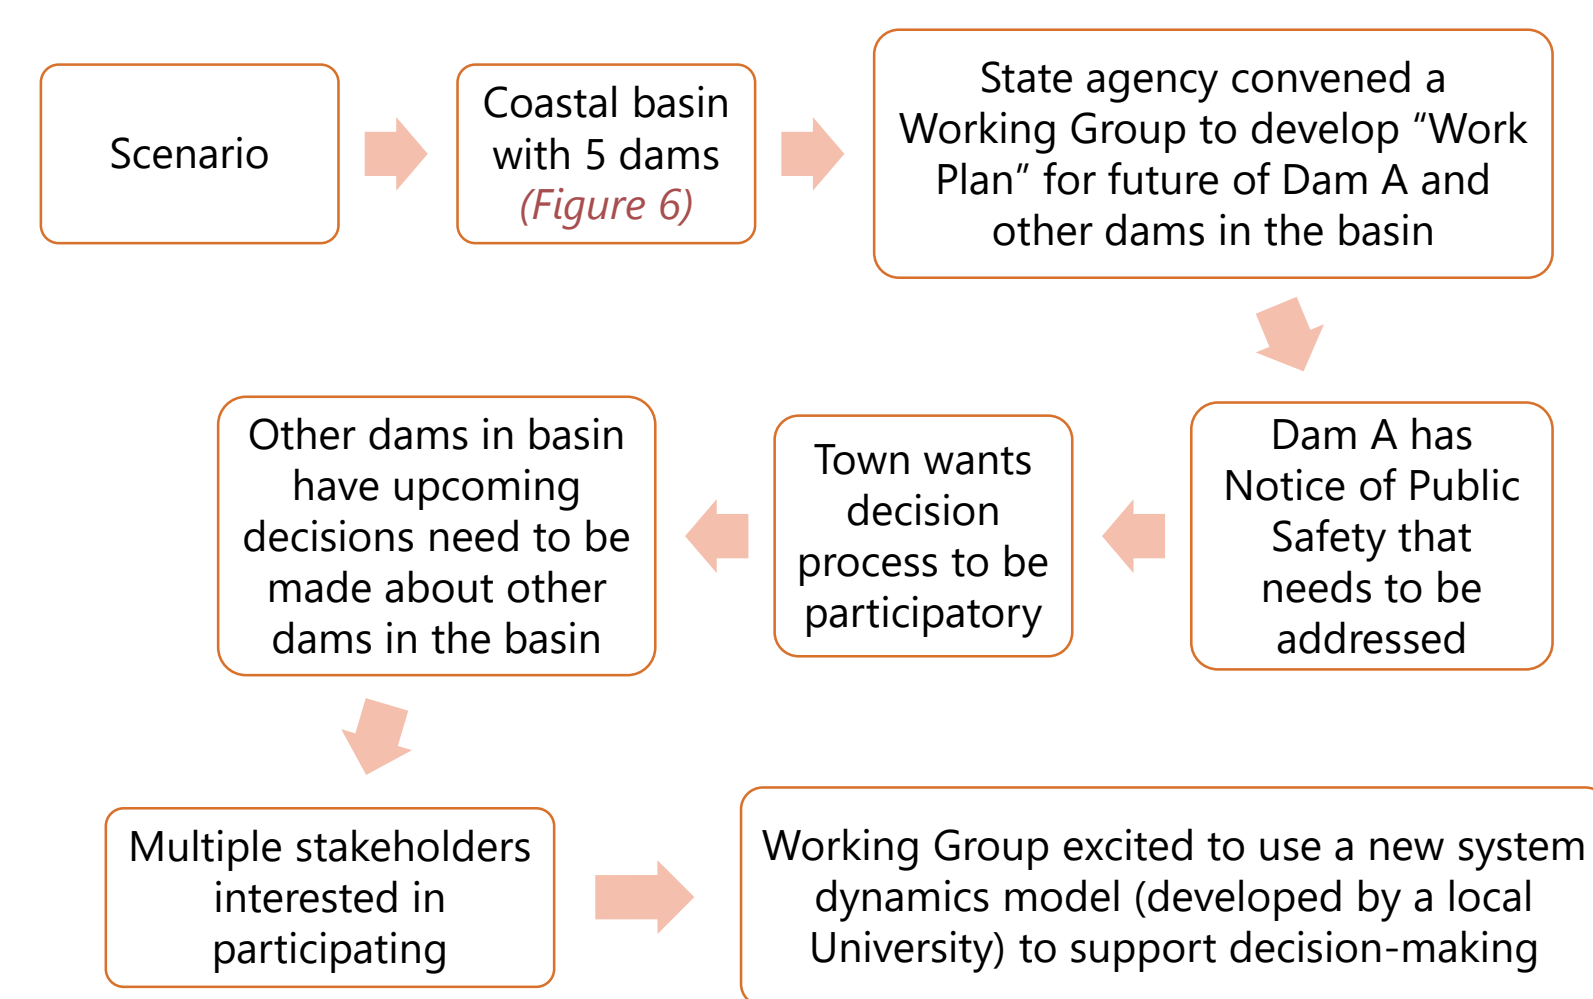 Scenario
Coastal basin
with 5 dams
(Figure 6)
State agency convened a
Working Group to develop “Work
Plan” for future of Dam A and
other dams in the basin
Dam A has
Notice of Public
Safety that
needs to be
addressed
Town wants
decision
process to be
participatory
Other dams in basin
have upcoming
decisions need to be
made about other
dams in the basin
Multiple stakeholders
interested in
participating
Working Group excited to use a new system
dynamics model (developed by a local
University) to support decision-making